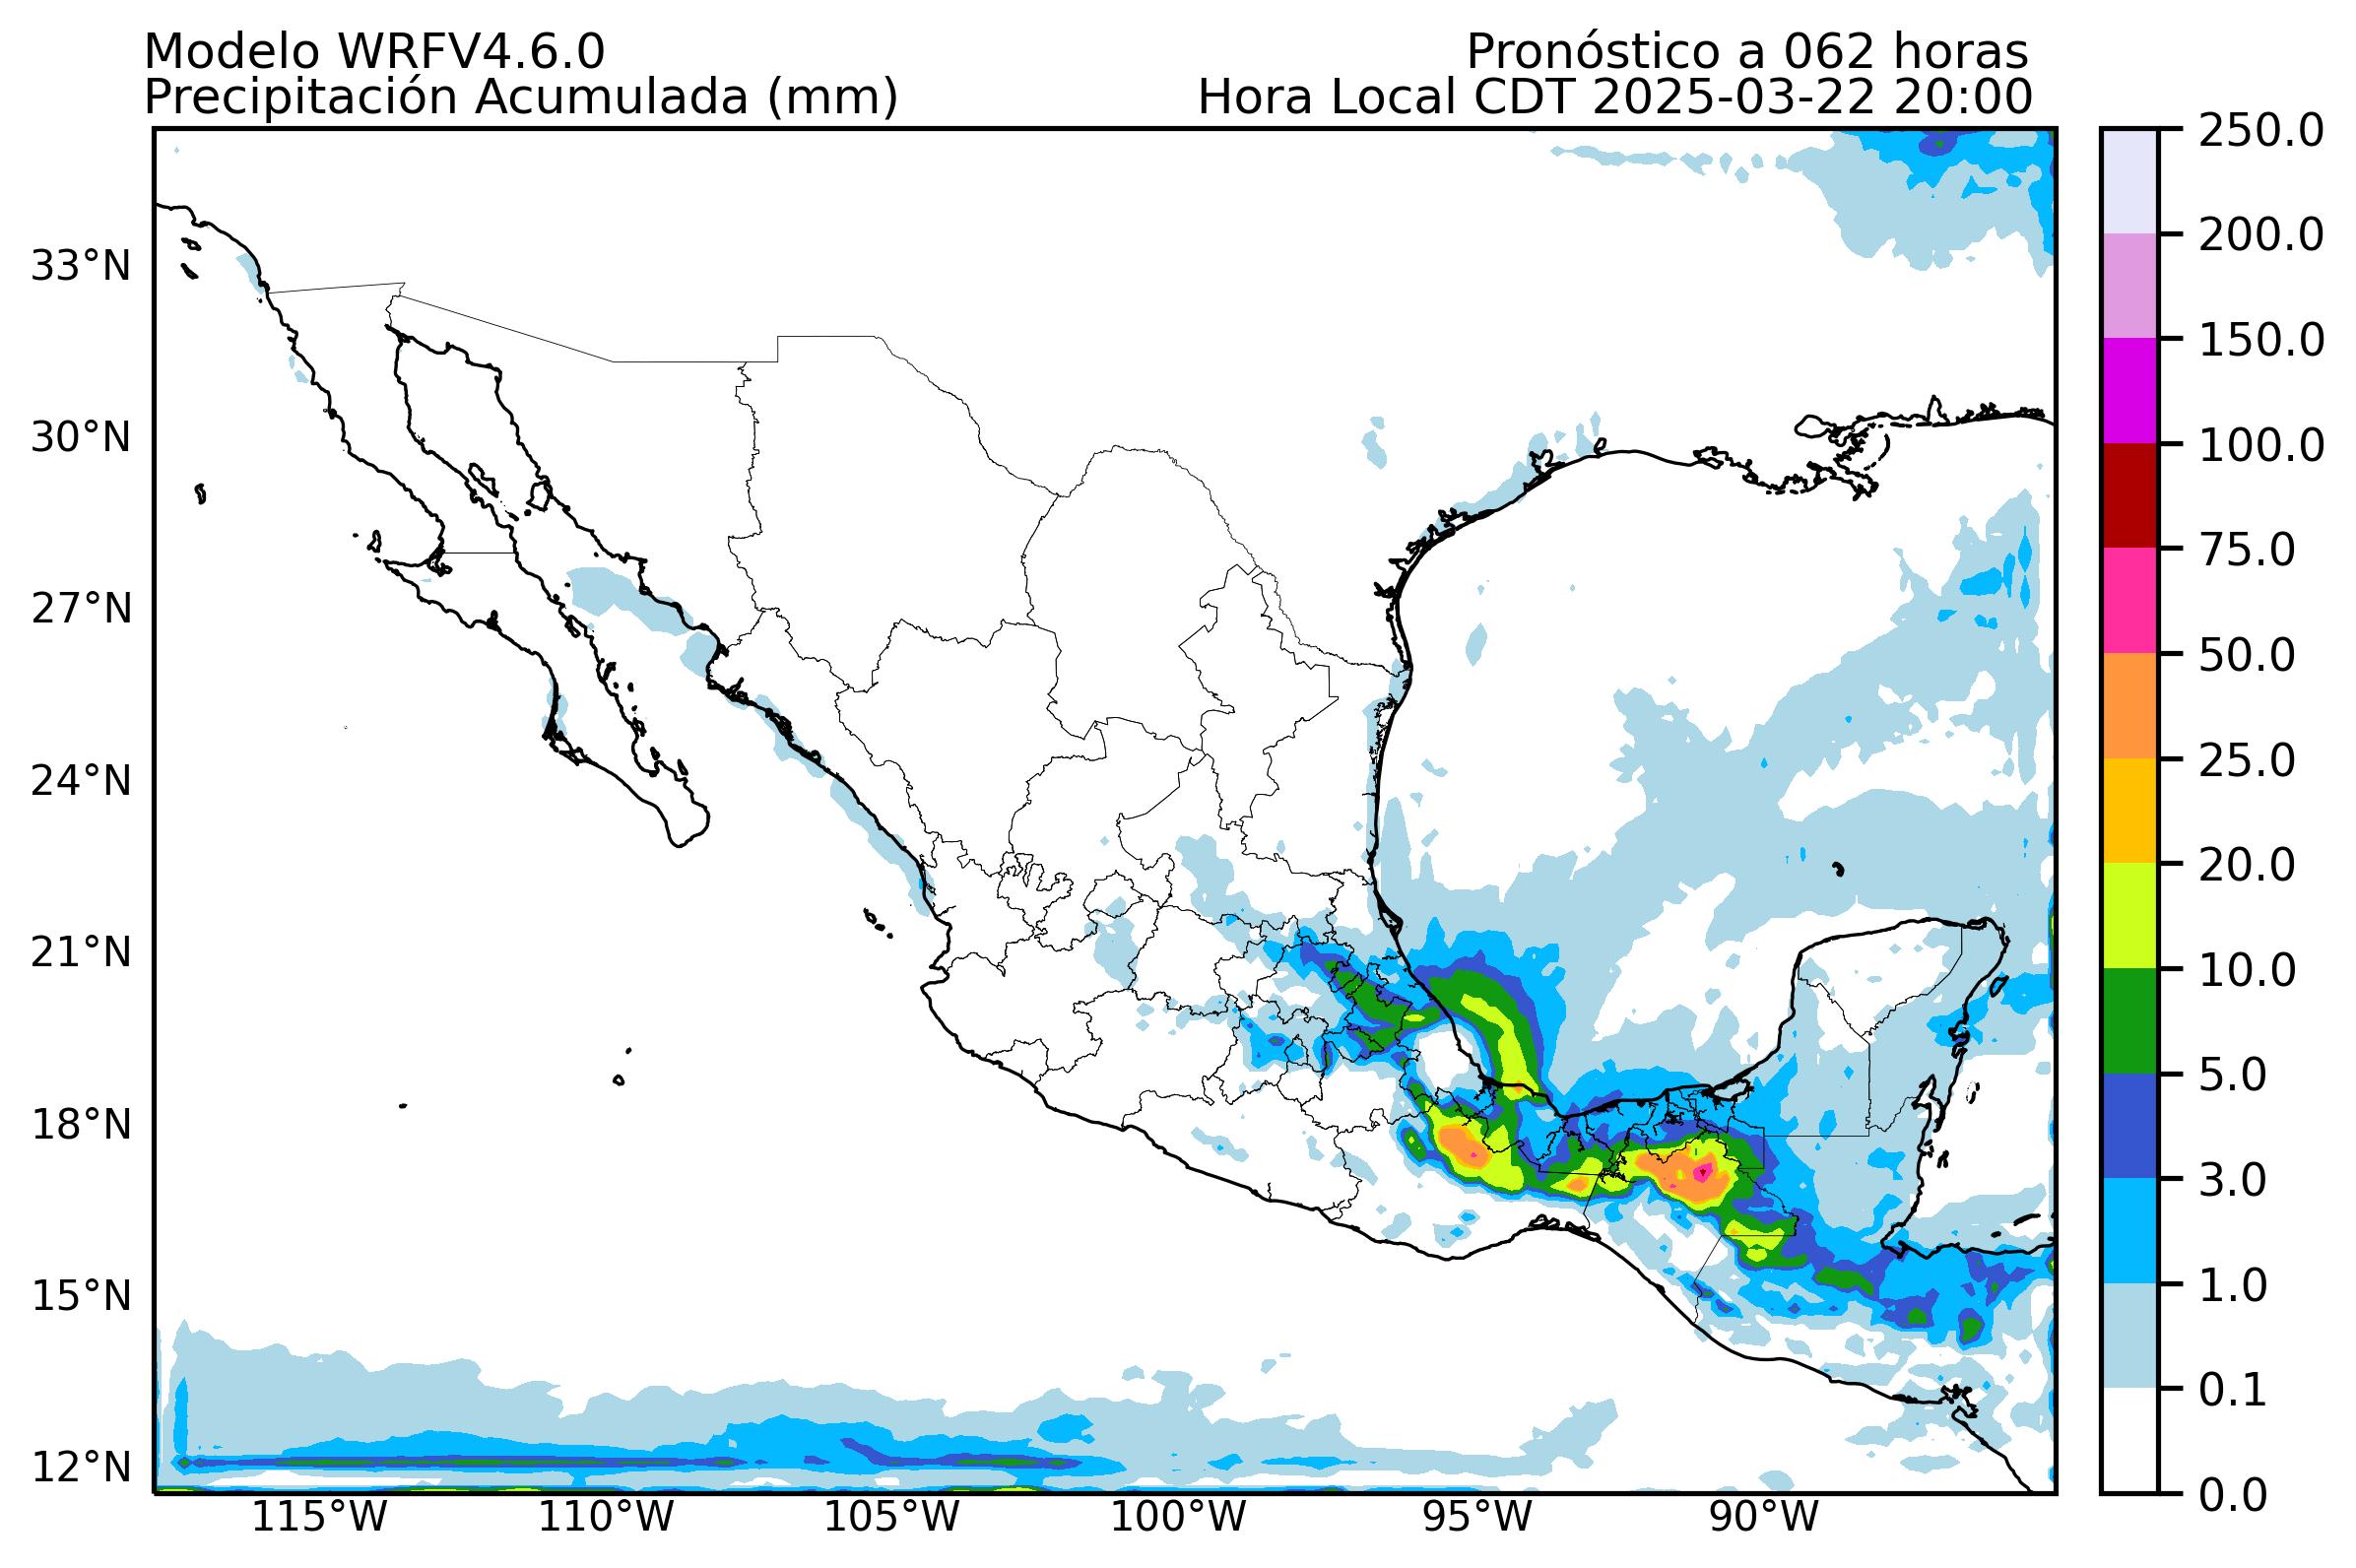 Modelo WRFV4.6.0
Pronóstico a 062 horas
Precipitación Acumulada (mm)
Hora Local CDT 2025-03-22 20:00
250.0
200.0
150.0
100.0
75.0
50.0
25.0
20.0
10.0
5.0
3.0
1.0
0.1
0.0
33°N
30°N
27°N
24°N
21°N
18°N
15°N
12°N
115°W
110°W
105°W
100°W
95°W
90°W